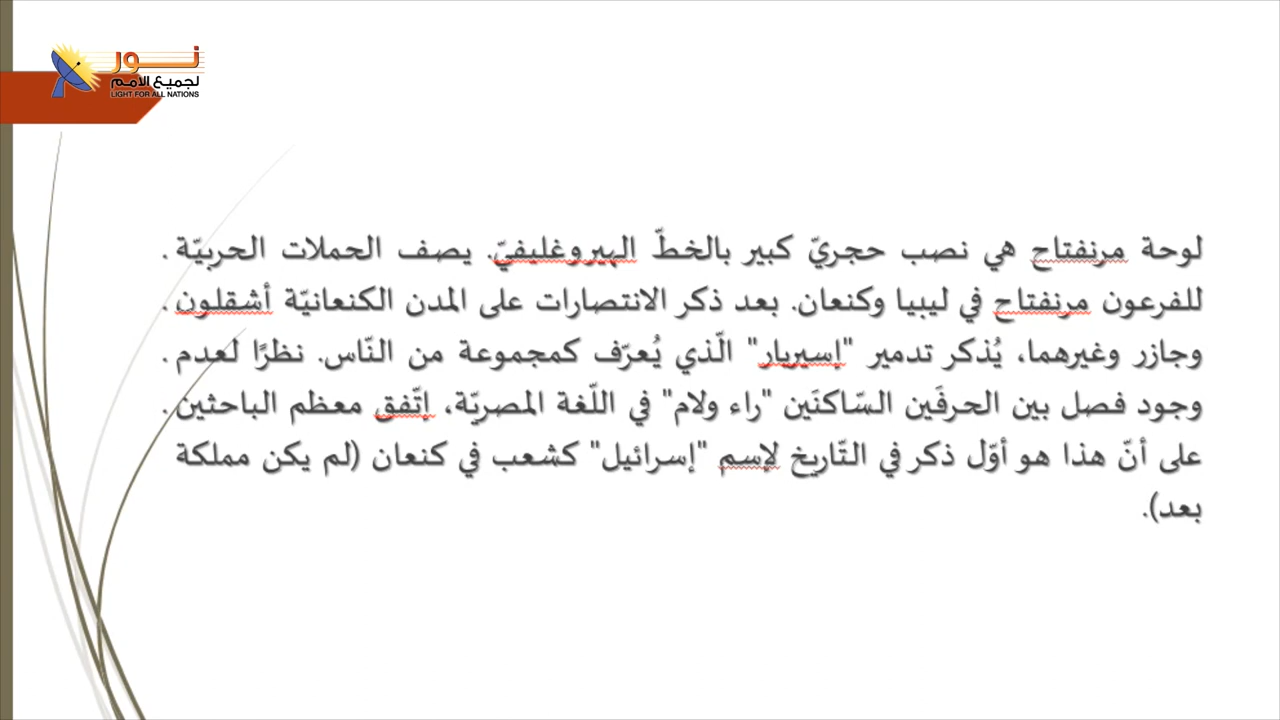 نور
لجميع الأمم
LIGHT FOR ALL NATIONS
لوحة مرنفتاح هي نصب حجريّ كبير بالخطّ الهيروغليفيّ. يصف الحملات الحربيّة .
للفرعون مرنفتاح في ليبيا وكنعان. بعد ذكر الانتصارات على المدن الكنعانيّة أشقلون .
وجازر وغيرهما، يُذكر تدمير "إسيريار" الّذي يُعرّف كمجموعة من النّاس. نظرًا لعدم .
وجود فصل بين الحرفَين السّاكنَين "راء ولام" في اللّغة المصريّة، إتّفق معظم الباحثين .
على أنّ هذا هو أوّل ذكر في التّاريخ لإسم "إسرائيل" كشعب في كنعان (لم يكن مملكة
بعد).